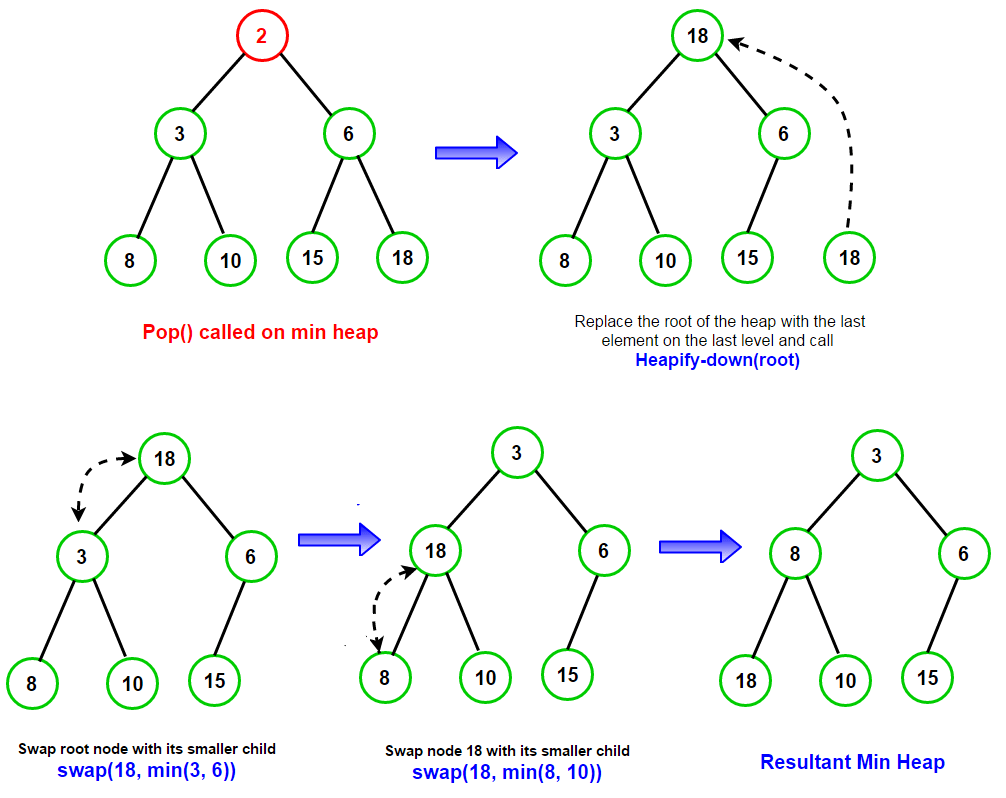 2
3 6
8 10 15 18
Pop() called on min heap
18
3 6
8 10 15 18
Replace the root of the heap with the last
element on the last level and call
Heapify-down(root)
18
3 6
8 10 15
Swap root node with its smaller child
swap(18, min(3, 6))
3
18 6
8 10 15
Swap node 18 with its smaller child
swap(18, min(8, 10))
3
8 6
18 10 15
Resultant Min Heap